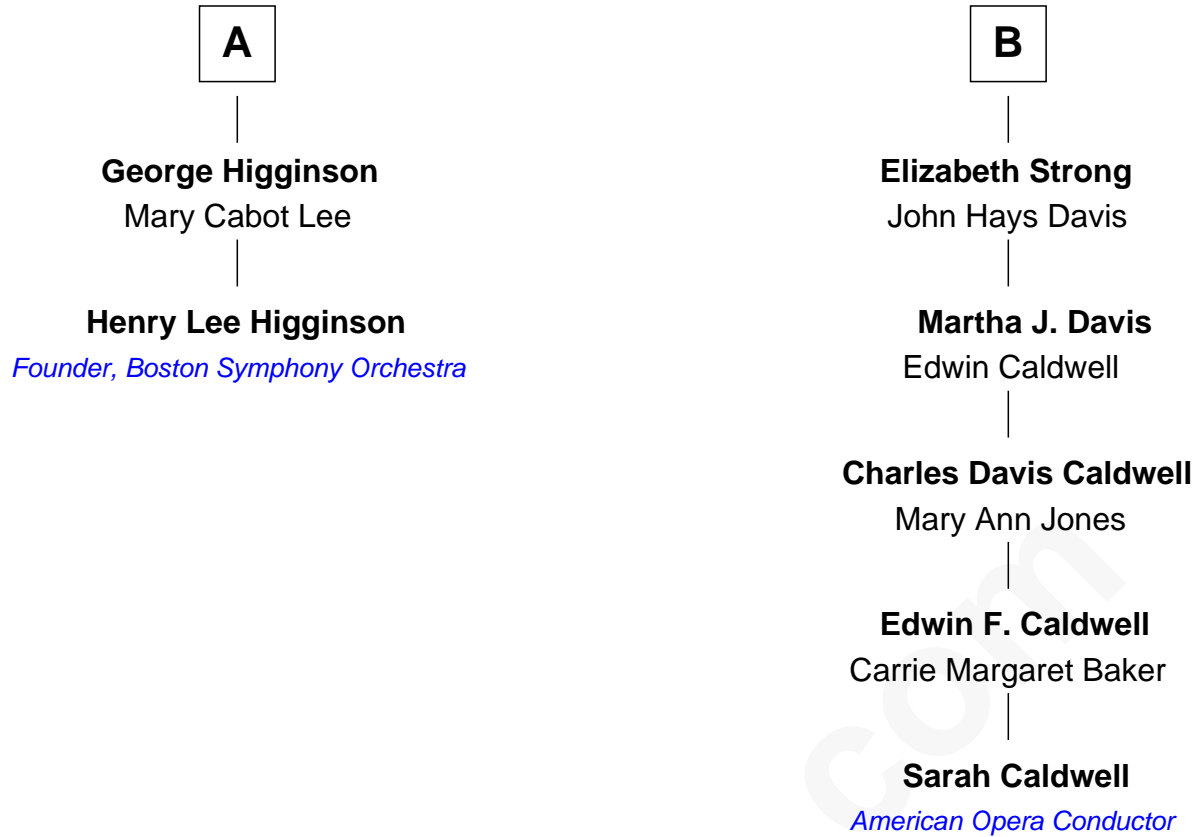 A
George Higginson
Mary Cabot Lee
Henry Lee Higginson
Founder, Boston Symphony Orchestra
B
Elizabeth Strong
John Hays Davis
Martha J. Davis
Edwin Caldwell
Charles Davis Caldwell
Mary Ann Jones
Edwin F. Caldwell
Carrie Margaret Baker
Sarah Caldwell
American Opera Conductor
com